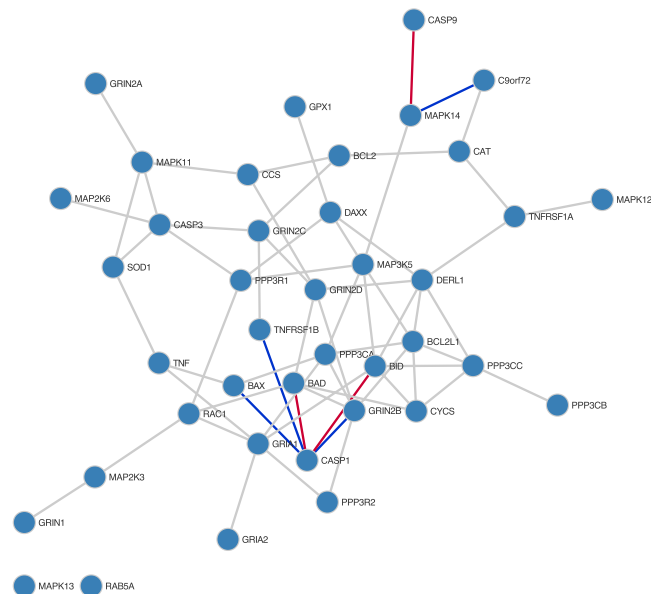 CASP9
C9orf72
GRIN2A
GPX1
MAPK14
BCL2
CAT
MAPK11
CCS
MAP2K6
MAPK12
DAXX
TNFRSF1A
CASP3
GRIN2C
MAP3K5
SOD1
PPP3R1
DERL1
GRIN2D
TNFRSF1B
BCL2L1
PPP3CA
TNF
BID
PPP3CC
BAX
BAD
PPP3CB
RAC1
GRIN2B
CYCS
GRIA1
CASP1
MAP2K3
PPP3R2
GRIN1
GRIA2
MAPK13
RAB5A